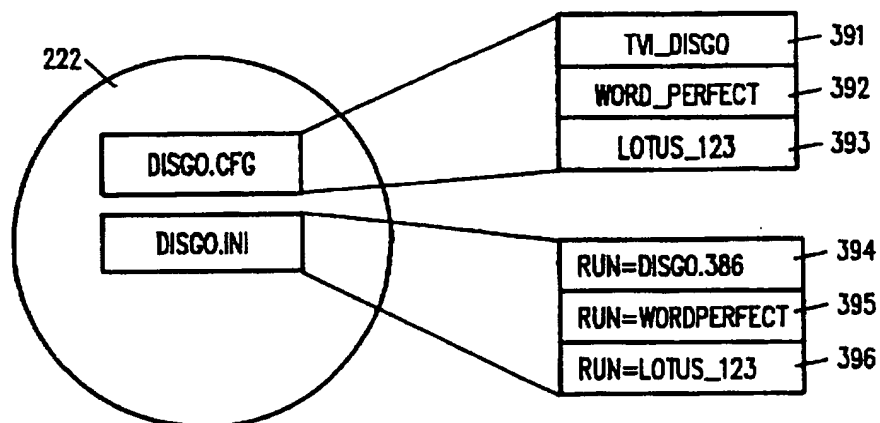 222
DISGO.CFG
DISGO.INI
TVI_DISGO 391
WORD_PERFECT 392
LOTUS_123 393
RUN=DISGO.386 394
RUN=WORDPERFECT 395
RUN=LOTUS_123 396